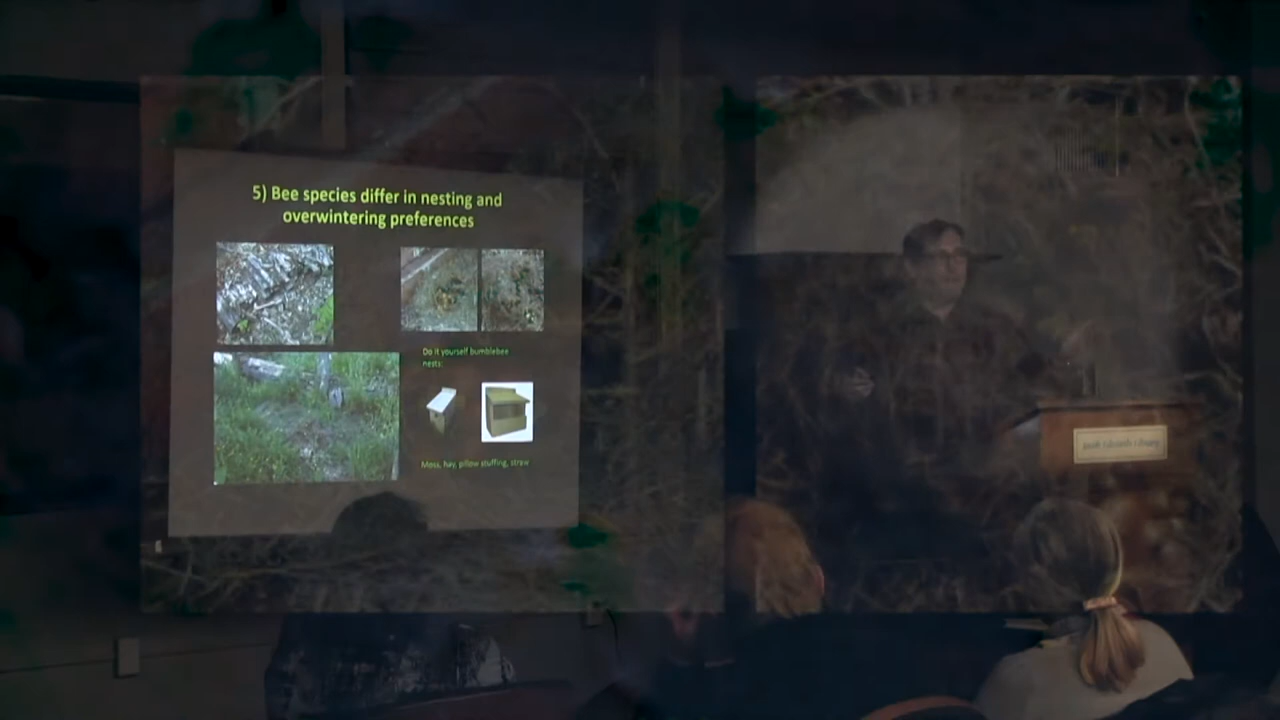 5) Bee species differ in nesting and
overwintering preferences
Do it yourself bumblebee
nests:
Moss, hay, pillow stuffing, straw
Library